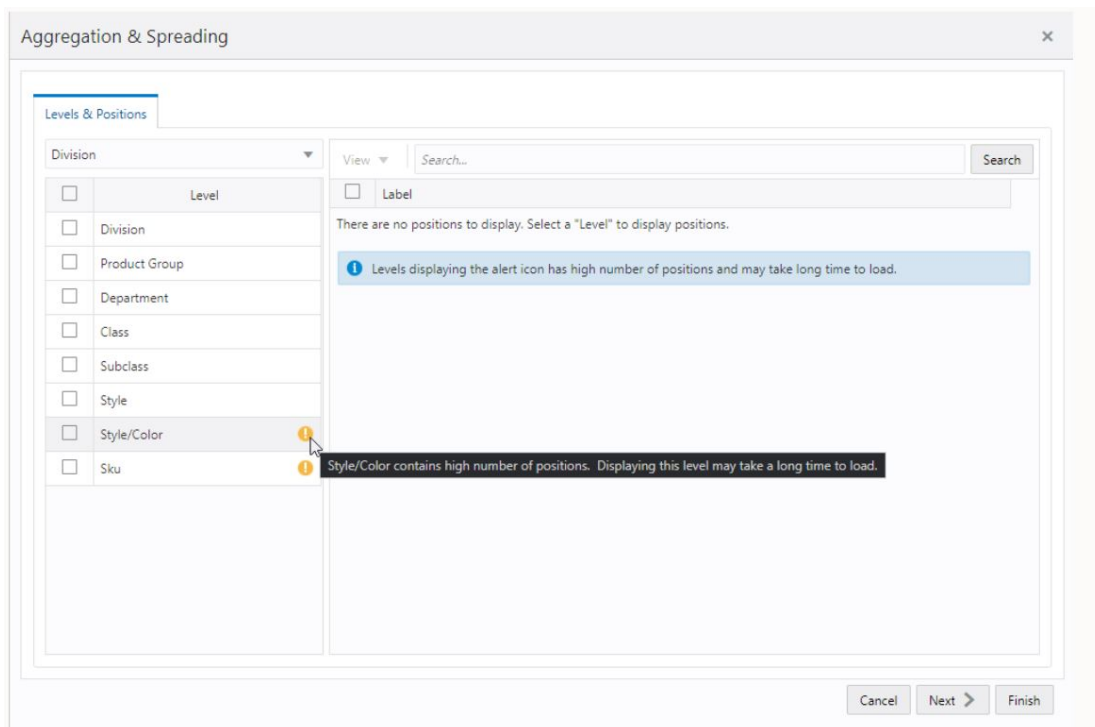 Aggregation & Spreading
Levels & Positions
Division
View
Search...
Search
Level
Label
Division
There are no positions to display. Select a "Level" to display positions.
Product Group
Levels displaying the alert icon has high number of positions and may take long time to load.
Department
Class
Subclass
Style
Style/Color
Sku
Style/Color contains high number of positions. Displaying this level may take a long time to load.
Cancel
Next
Finish